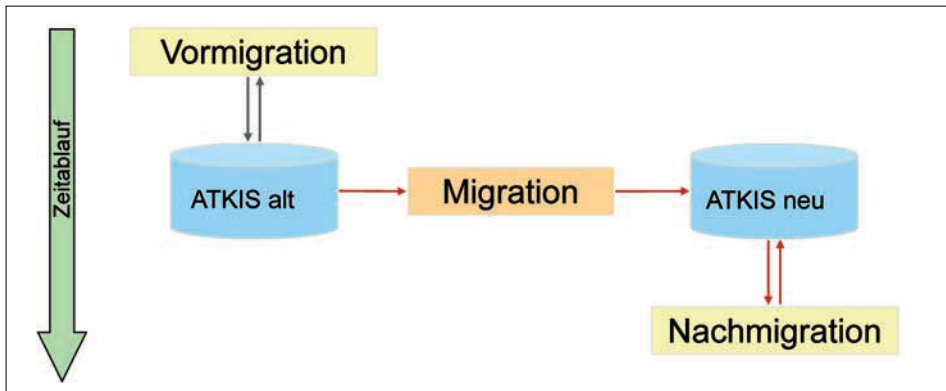 Zeitablauf
Vormigration
ATKIS alt
Migration
ATKIS neu
Nachmigration